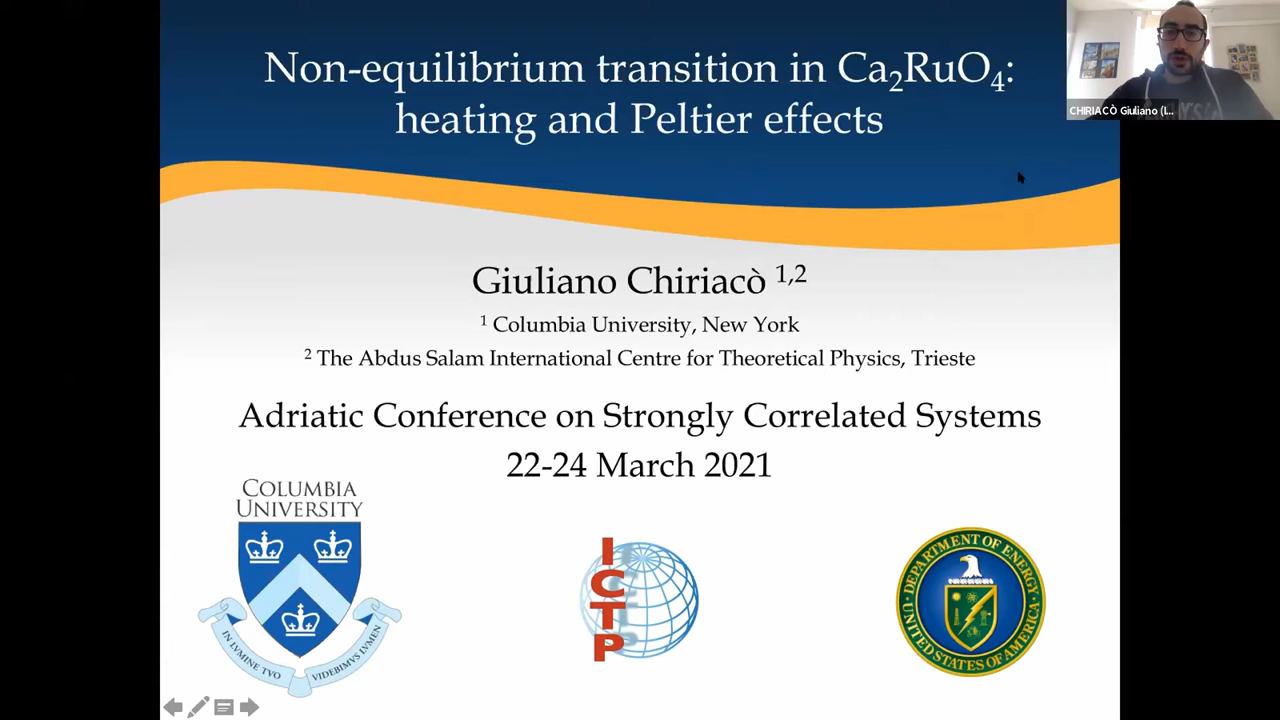 Non-equilibrium transition in Ca₂RuO₄:
heating and Peltier effects
CHIRIACÒ Giuliano (I...
Giuliano Chiriacò ¹,²
¹ Columbia University, New York
² The Abdus Salam International Centre for Theoretical Physics, Trieste
Adriatic Conference on Strongly Correlated Systems
22-24 March 2021
COLUMBIA
UNIVERSITY
IN LVMINE TVO VIDEBIMVS LVMEN
ICTP
DEPARTMENT OF ENERGY
UNITED STATES OF AMERICA